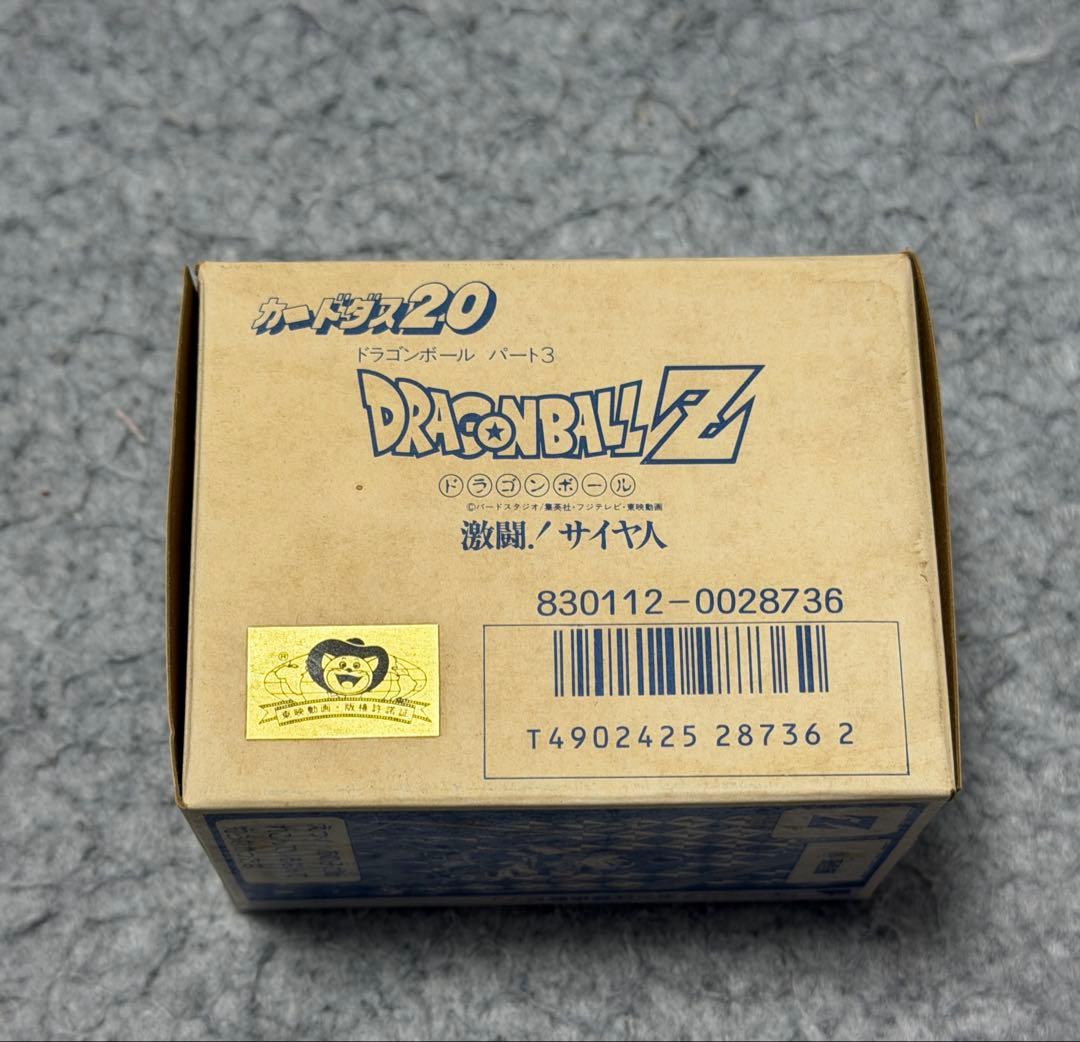 カードダス20
ドラゴンボール パート3
DRAGONBALL Z
ドラゴンボール
©バードスタジオ/集英社・フジテレビ・東映動画
激闘!サイヤ人
830112-0028736
®
東映動画・版権許諾証
T4902425 28736 2
Z